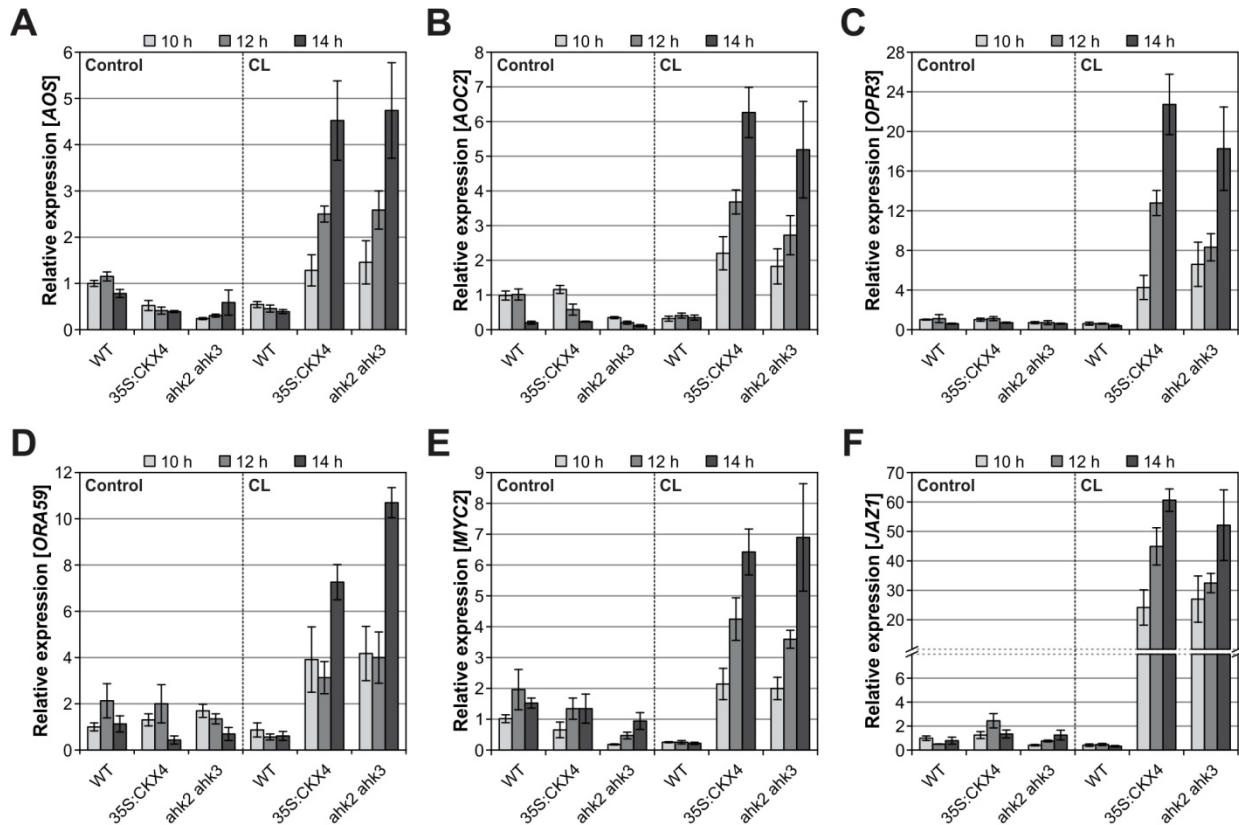 A
10 h 12 h 14 h
Relative expression [AOS]
6
5
4
3
2
1
0
Control
CL
WT
35S:CKX4
ahk2 ahk3
WT
35S:CKX4
ahk2 ahk3
B
10 h 12 h 14 h
Relative expression [AOC2]
8
7
6
5
4
3
2
1
0
Control
CL
WT
35S:CKX4
ahk2 ahk3
WT
35S:CKX4
ahk2 ahk3
C
10 h 12 h 14 h
Relative expression [OPR3]
28
24
20
16
12
8
4
0
Control
CL
WT
35S:CKX4
ahk2 ahk3
WT
35S:CKX4
ahk2 ahk3
D
10 h 12 h 14 h
Relative expression [ORA59]
12
10
8
6
4
2
0
Control
CL
WT
35S:CKX4
ahk2 ahk3
WT
35S:CKX4
ahk2 ahk3
E
10 h 12 h 14 h
Relative expression [MYC2]
9
8
7
6
5
4
3
2
1
0
Control
CL
WT
35S:CKX4
ahk2 ahk3
WT
35S:CKX4
ahk2 ahk3
F
10 h 12 h 14 h
Relative expression [JAZ1]
70
60
50
40
30
20
6
4
2
0
Control
CL
WT
35S:CKX4
ahk2 ahk3
WT
35S:CKX4
ahk2 ahk3